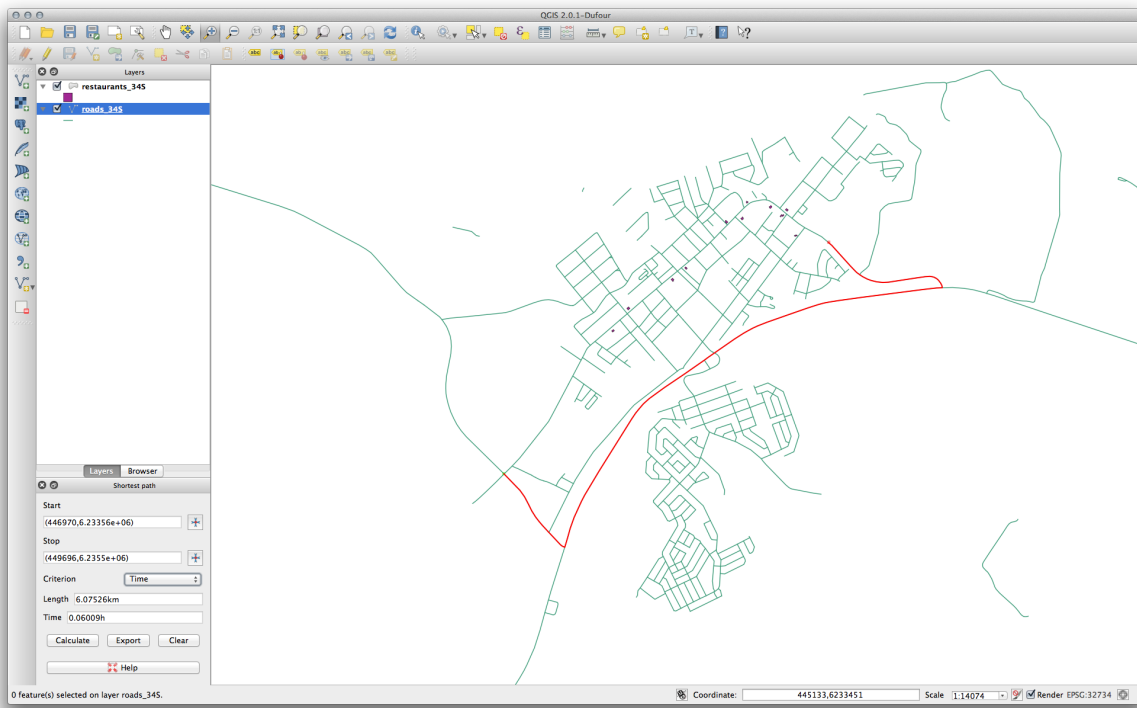 QGIS 2.0.1-Dufour
Layers
restaurants_34S
roads_34S
Layers Browser
Shortest path
Start
(446970,6.23356e+06)
Stop
(449696,6.2355e+06)
Criterion Time
Length 6.07526km
Time 0.06009h
Calculate Export Clear
Help
0 feature(s) selected on layer roads_34S.
Coordinate: 445133,6233451 Scale 1:14074 Render EPSG:32734